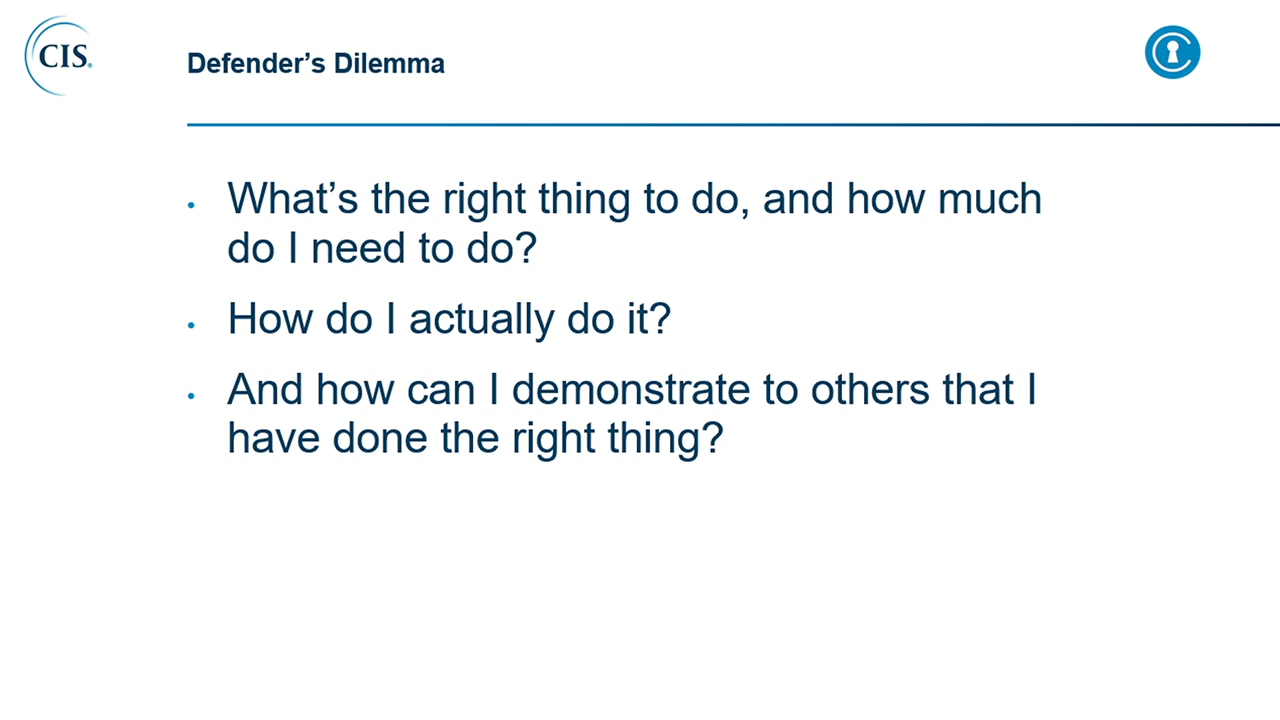 CIS.
Defender’s Dilemma
• What’s the right thing to do, and how much
do I need to do?
• How do I actually do it?
• And how can I demonstrate to others that I
have done the right thing?